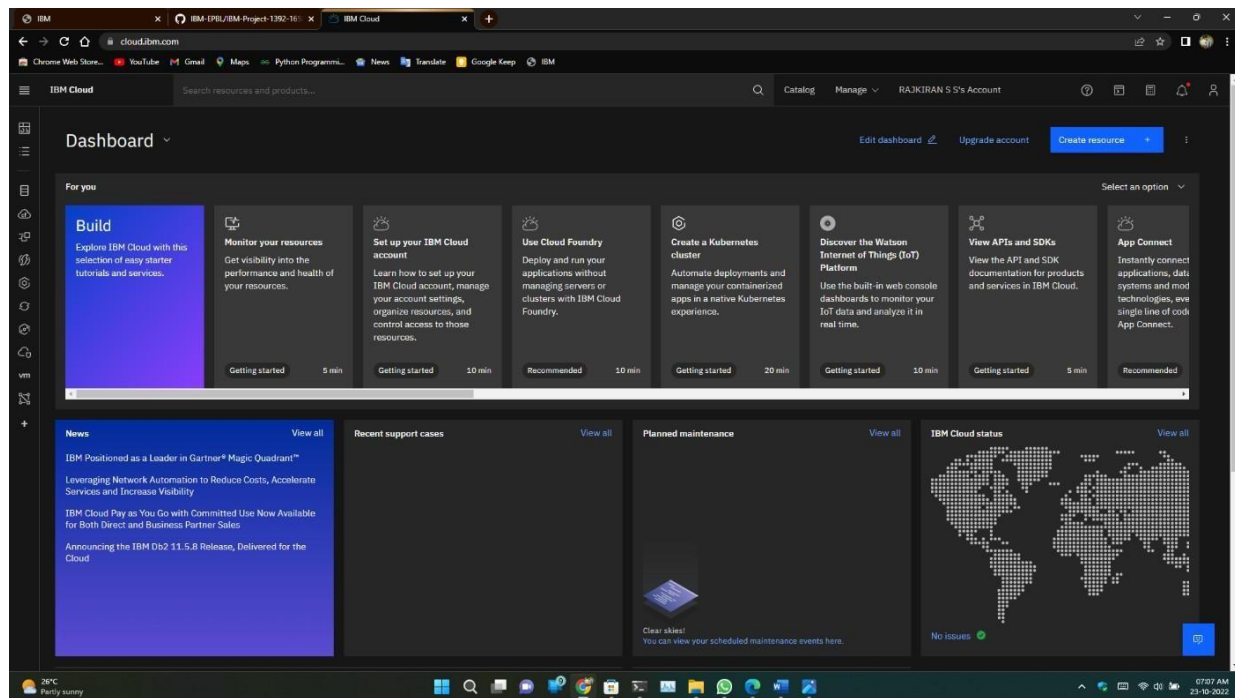 IBM
IBM-EPBL/IBM-Project-1392-165
IBM Cloud
cloud.ibm.com
Chrome Web Store...
YouTube
Gmail
Maps
Python Programmi...
News
Translate
Google Keep
IBM
IBM Cloud
Search resources and products...
Catalog
Manage
RAJKIRAN S S's Account
Dashboard
Edit dashboard
Upgrade account
Create resource +
For you
Select an option
Build
Explore IBM Cloud with this
selection of easy starter
tutorials and services.
Monitor your resources
Get visibility into the
performance and health of
your resources.
Getting started
5 min
Set up your IBM Cloud
account
Learn how to set up your
IBM Cloud account, manage
your account settings,
organize resources, and
control access to those
resources.
Getting started
10 min
Use Cloud Foundry
Deploy and run your
applications without
managing servers or
clusters with IBM Cloud
Foundry.
Recommended
10 min
Create a Kubernetes
cluster
Automate deployments and
manage your containerized
apps in a native Kubernetes
experience.
Getting started
20 min
Discover the Watson
Internet of Things (IoT)
Platform
Use the built-in web console
dashboards to monitor your
IoT data and analyze it in
real time.
Getting started
10 min
View APIs and SDKs
View the API and SDK
documentation for products
and services in IBM Cloud.
Getting started
5 min
App Connect
Instantly connect
applications, data
systems and mod
technologies, eve
single line of code
App Connect.
Recommended
vm
News
View all
IBM Positioned as a Leader in Gartner® Magic Quadrant™
Leveraging Network Automation to Reduce Costs, Accelerate
Services and Increase Visibility
IBM Cloud Pay as You Go with Committed Use Now Available
for Both Direct and Business Partner Sales
Announcing the IBM Db2 11.5.8 Release, Delivered for the
Cloud
Recent support cases
View all
Planned maintenance
View all
Clear skies!
You can view your scheduled maintenance events here.
IBM Cloud status
View all
No issues
26°C
Partly sunny
07:07 AM
23-10-2022